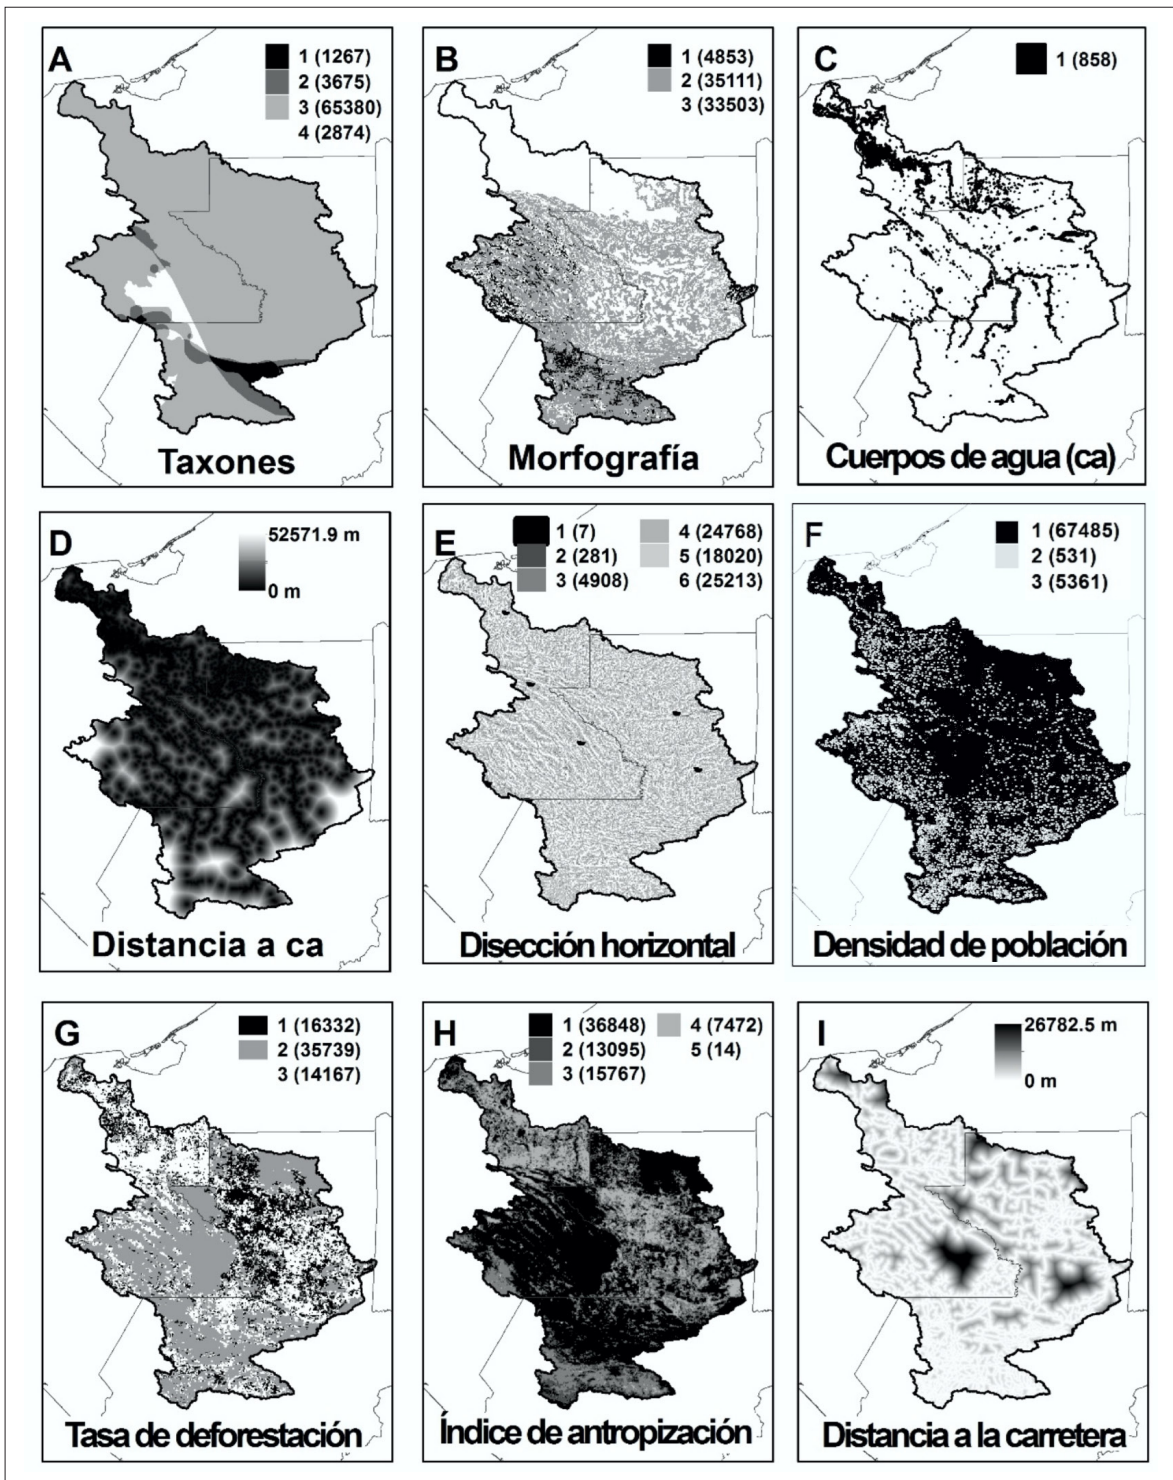 A
1 (1267)
2 (3675)
3 (65380)
4 (2874)
Taxones
B
1 (4853)
2 (35111)
3 (33503)
Morfografía
C
1 (858)
Cuerpos de agua (ca)
D
52571.9 m
0 m
Distancia a ca
E
1 (7)
2 (281)
3 (4908)
4 (24768)
5 (18020)
6 (25213)
Disección horizontal
F
1 (67485)
2 (531)
3 (5361)
Densidad de población
G
1 (16332)
2 (35739)
3 (14167)
Tasa de deforestación
H
1 (36848)
2 (13095)
3 (15767)
4 (7472)
5 (14)
Índice de antropización
I
26782.5 m
0 m
Distancia a la carretera